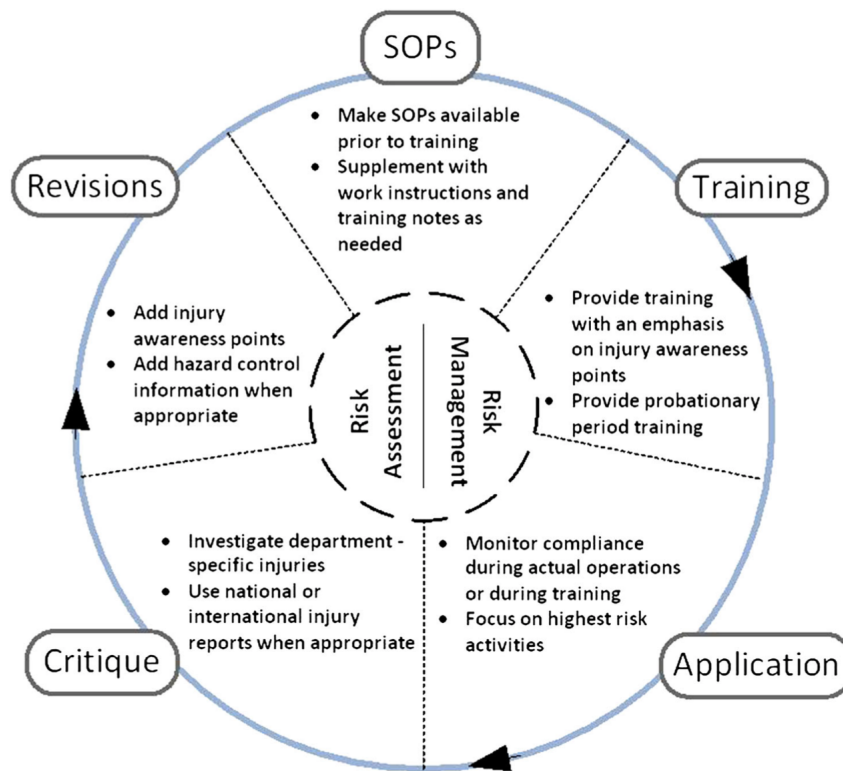 SOPs
• Make SOPs available
prior to training
• Supplement with
work instructions and
training notes as
needed
Training
• Provide training
with an emphasis
on injury awareness
points
• Provide probationary
period training
Application
• Monitor compliance
during actual operations
or during training
• Focus on highest risk
activities
Critique
• Investigate department -
specific injuries
• Use national or
international injury
reports when appropriate
Revisions
• Add injury
awareness points
• Add hazard control
information when
appropriate
Risk
Assessment
Risk
Management